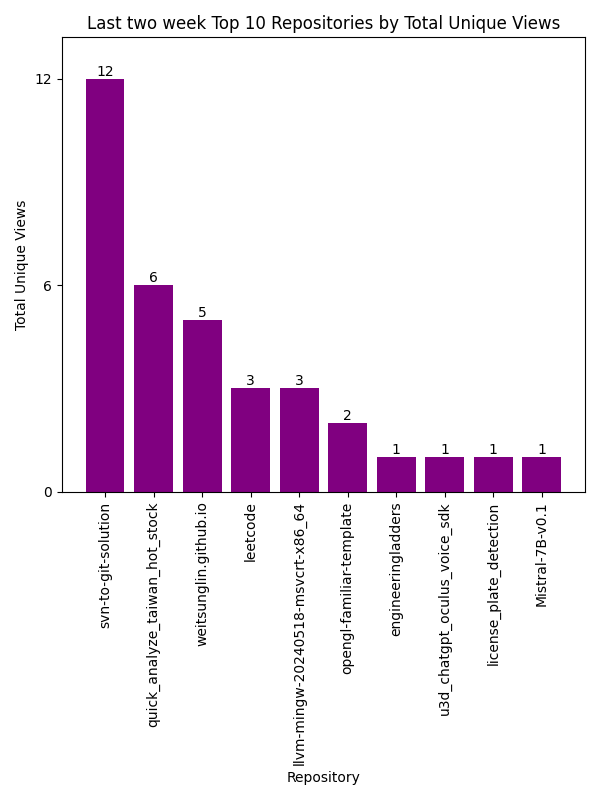 Last two week Top 10 Repositories by Total Unique Views
Total Unique Views
12
6
0
12
6
5
3
3
2
1
1
1
1
svn-to-git-solution
quick_analyze_taiwan_hot_stock
weitsunglin.github.io
leetcode
llvm-mingw-20240518-msvcrt-x86_64
opengl-familiar-template
engineeringladders
u3d_chatgpt_oculus_voice_sdk
license_plate_detection
Mistral-7B-v0.1
Repository